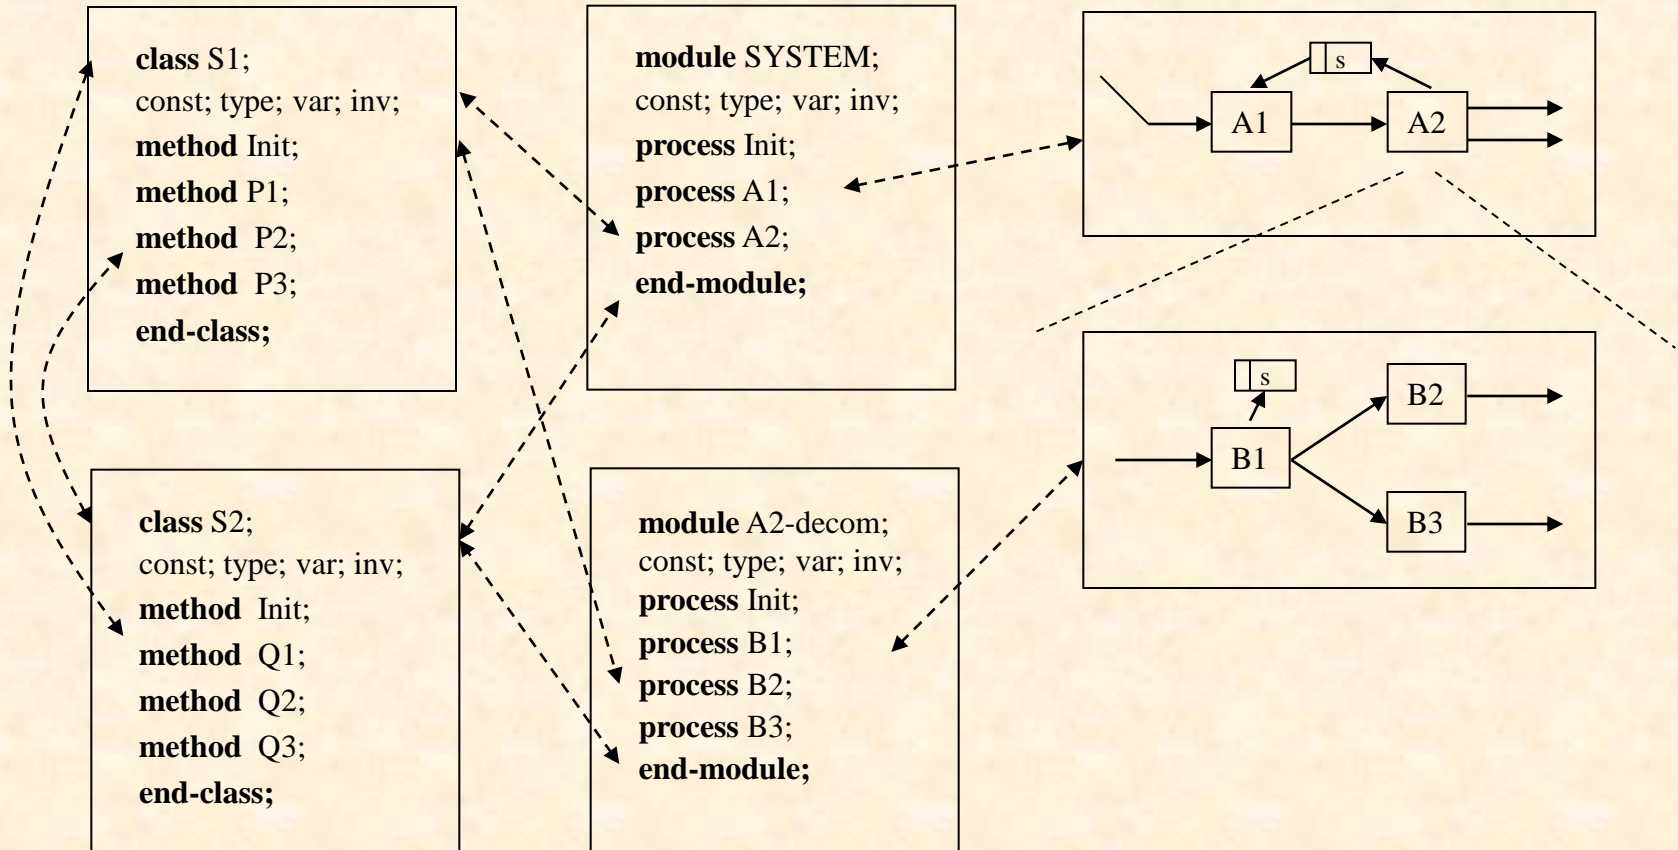 class S1;
const; type; var; inv;
method Init;
method P1;
method P2;
method P3;
end-class;
module SYSTEM;
const; type; var; inv;
process Init;
process A1;
process A2;
end-module;
s
A1
A2
class S2;
const; type; var; inv;
method Init;
method Q1;
method Q2;
method Q3;
end-class;
module A2-decom;
const; type; var; inv;
process Init;
process B1;
process B2;
process B3;
end-module;
s
B2
B1
B3